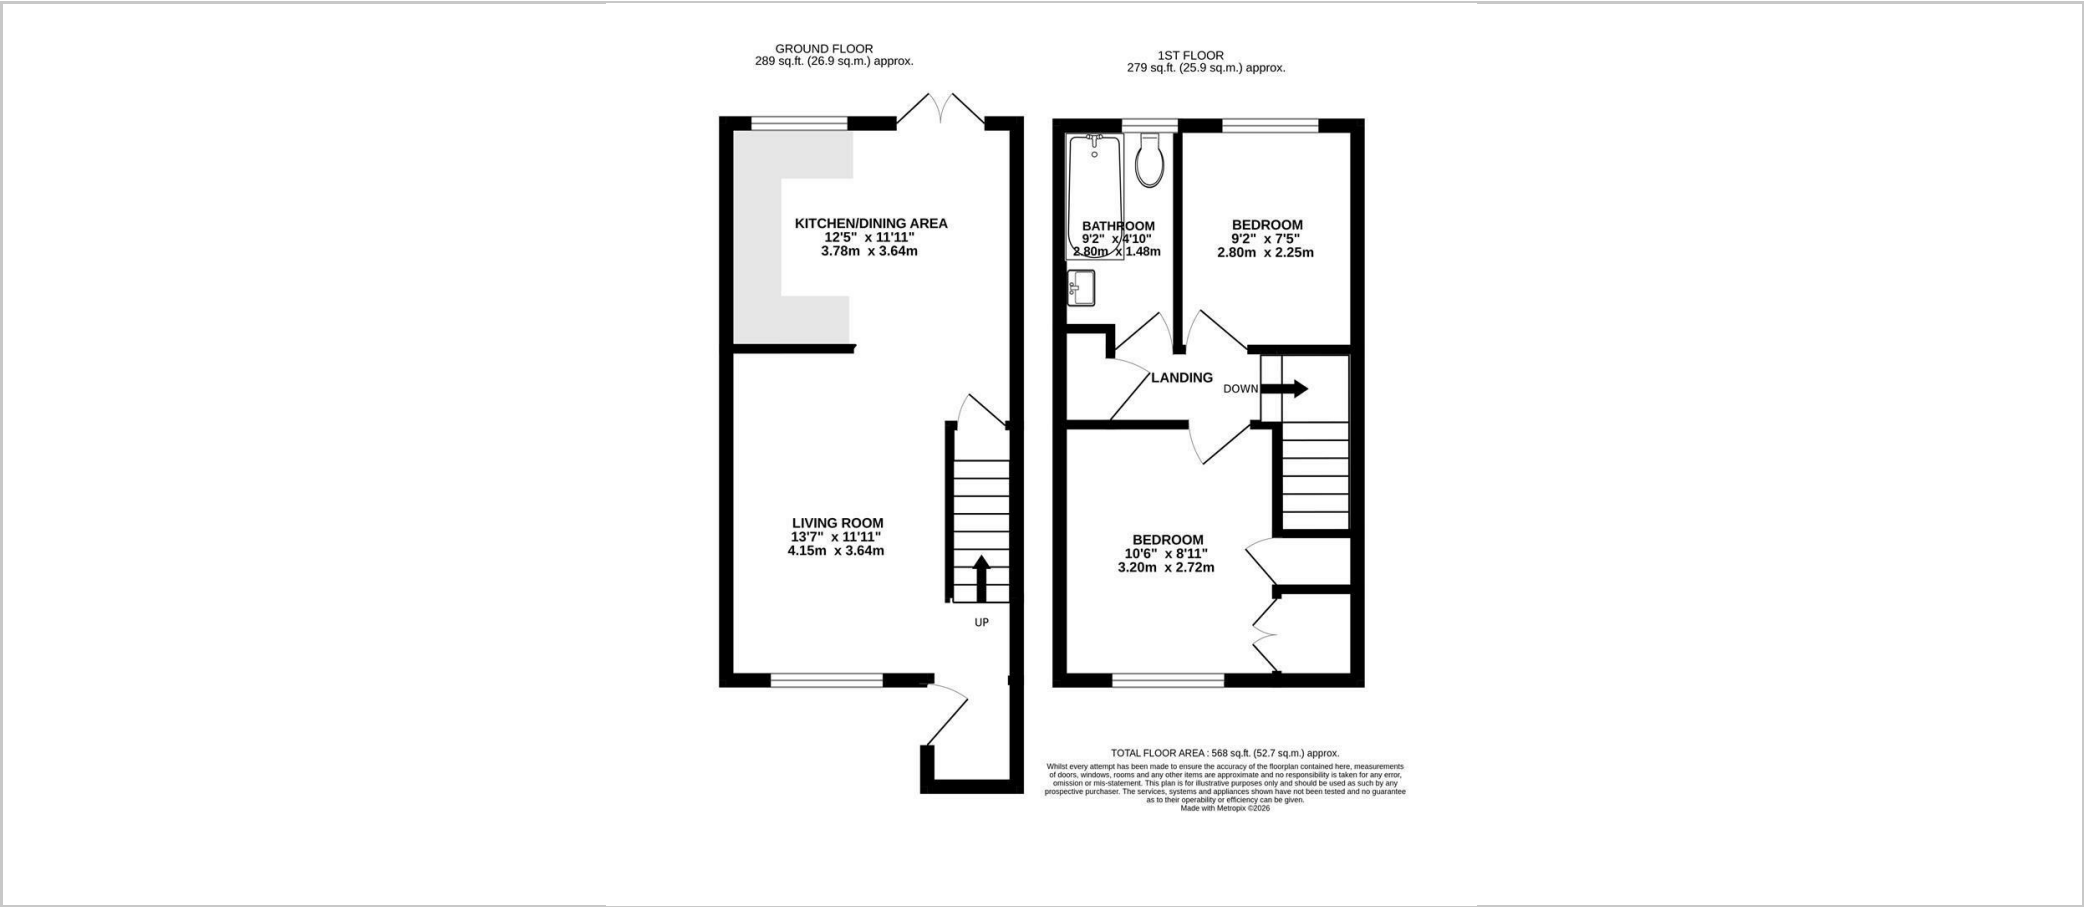 GROUND FLOOR
289 sq.ft. (26.9 sq.m.) approx.
1ST FLOOR
279 sq.ft. (25.9 sq.m.) approx.
KITCHEN/DINING AREA
12'5" x 11'11"
3.78m x 3.64m
LIVING ROOM
13'7" x 11'11"
4.15m x 3.64m
UP
BATHROOM
9'2" x 4'10"
2.80m x 1.48m
BEDROOM
9'2" x 7'5"
2.80m x 2.25m
LANDING
DOWN
BEDROOM
10'6" x 8'11"
3.20m x 2.72m
TOTAL FLOOR AREA : 568 sq.ft. (52.7 sq.m.) approx.
Whilst every attempt has been made to ensure the accuracy of the floorplan contained here, measurements
of doors, windows, rooms and any other items are approximate and no responsibility is taken for any error,
omission or mis-statement. This plan is for illustrative purposes only and should be used as such by any
prospective purchaser. The services, systems and appliances shown have not been tested and no guarantee
as to their operability or efficiency can be given.
Made with Metropix ©2026